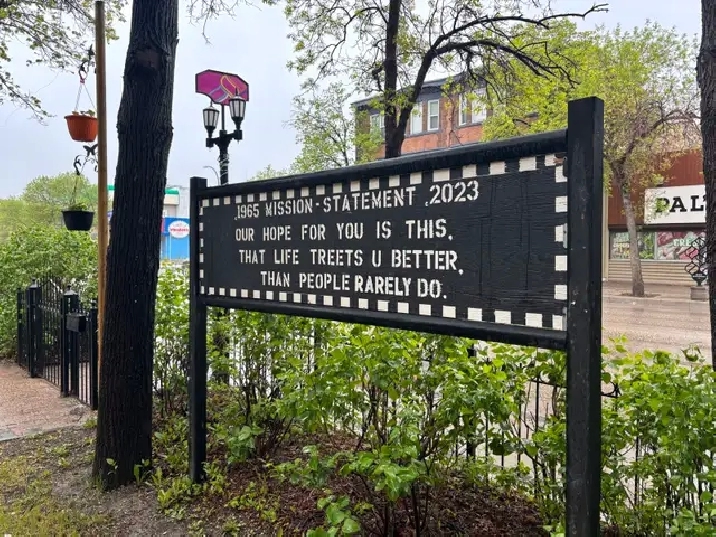 .1965 MISSION-STATEMENT .2023
OUR HOPE FOR YOU IS THIS.
THAT LIFE TREETS U BETTER.
THAN PEOPLE RARELY DO.
PAL